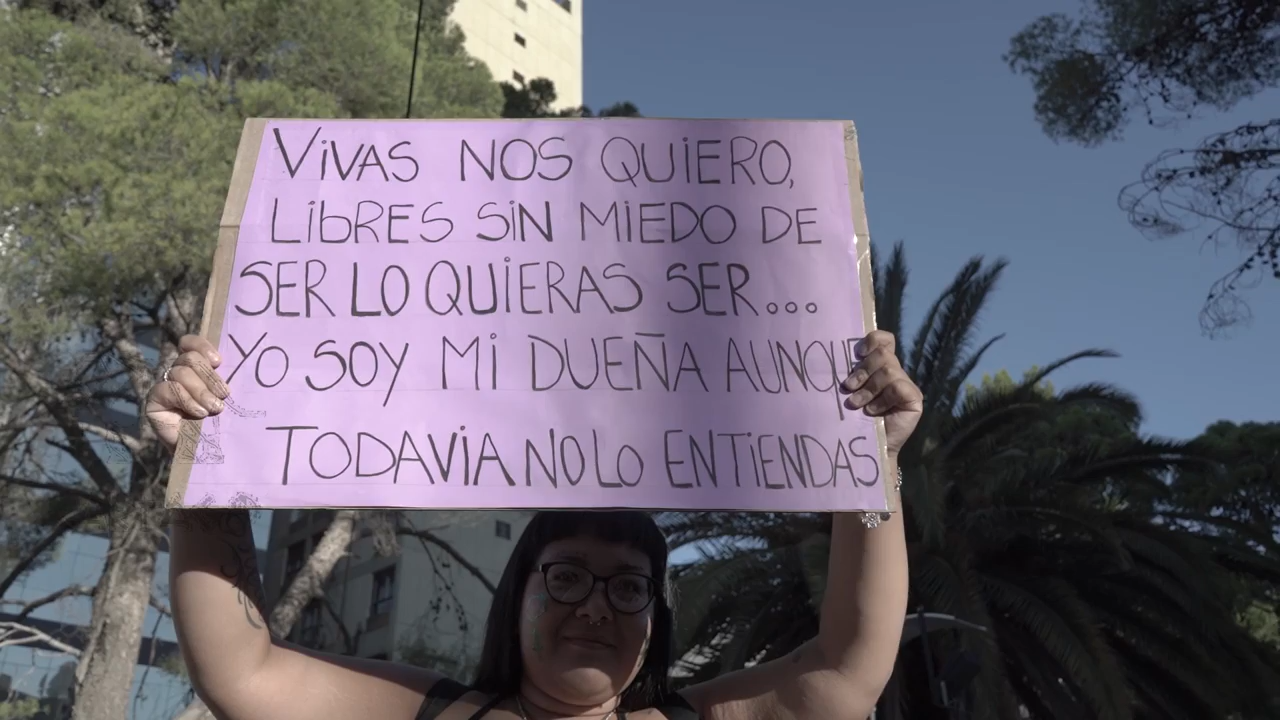 ViVAS NOS QUiERO,
LibRES SiN MiEDO DE
SER LO QUiERAS SER...
YO SOY Mi DUEÑA AUNQUE
TODAViA NO LO ENTiENDAS